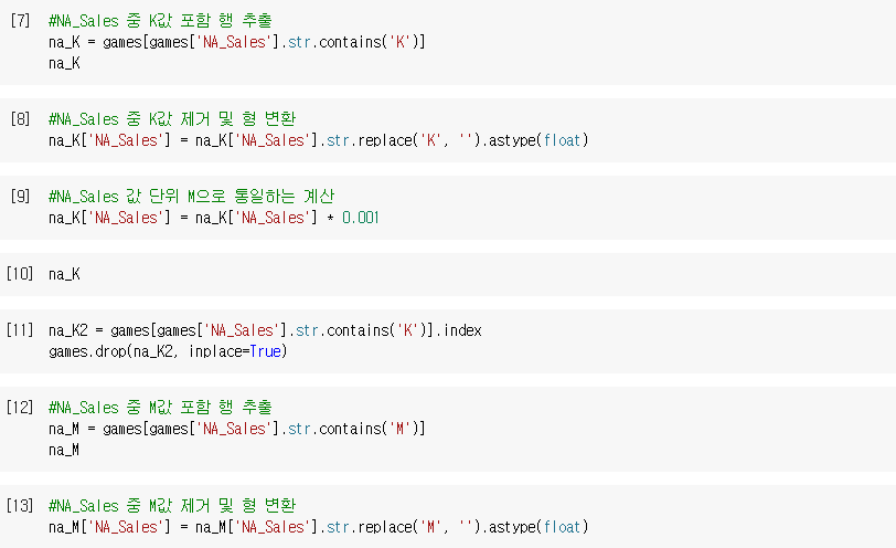 [7] #NA_Sales 중 K값 포함 행 추출
na_K = games[games['NA_Sales'].str.contains('K')]
na_K
[8] #NA_Sales 중 K값 제거 및 형 변환
na_K['NA_Sales'] = na_K['NA_Sales'].str.replace('K', '').astype(float)
[9] #NA_Sales 값 단위 M으로 통일하는 계산
na_K['NA_Sales'] = na_K['NA_Sales'] * 0.001
[10] na_K
[11] na_K2 = games[games['NA_Sales'].str.contains('K')].index
games.drop(na_K2, inplace=True)
[12] #NA_Sales 중 M값 포함 행 추출
na_M = games[games['NA_Sales'].str.contains('M')]
na_M
[13] #NA_Sales 중 M값 제거 및 형 변환
na_M['NA_Sales'] = na_M['NA_Sales'].str.replace('M', '').astype(float)